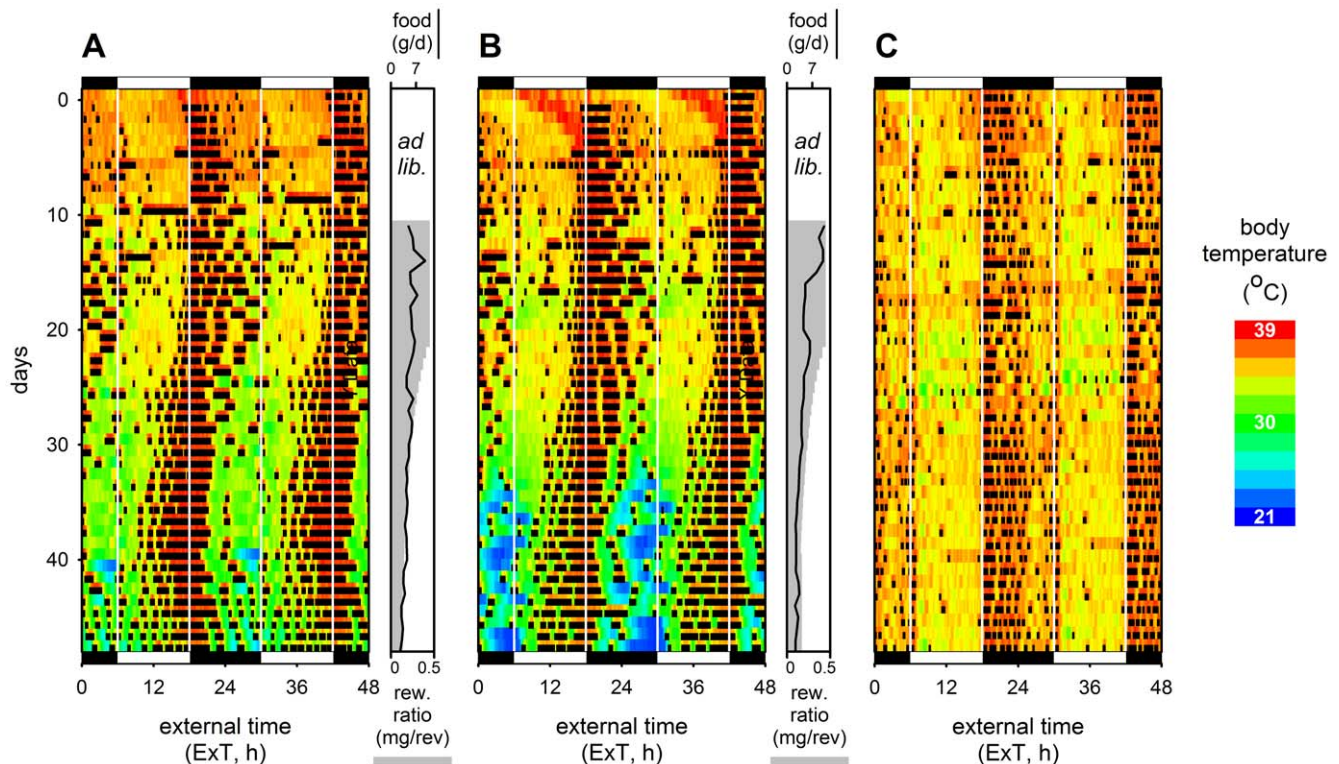 A
food
(g/d)
0 7
B
food
(g/d)
0 7
C
0
10
20
30
40
days
ad
lib.
ad
lib.
body
temperature
(°C)
39
30
21
0 12 24 36 48
0 0.5
0 12 24 36 48
0 0.5
0 12 24 36 48
external time
(ExT, h)
rew.
ratio
(mg/rev)
external time
(ExT, h)
rew.
ratio
(mg/rev)
external time
(ExT, h)